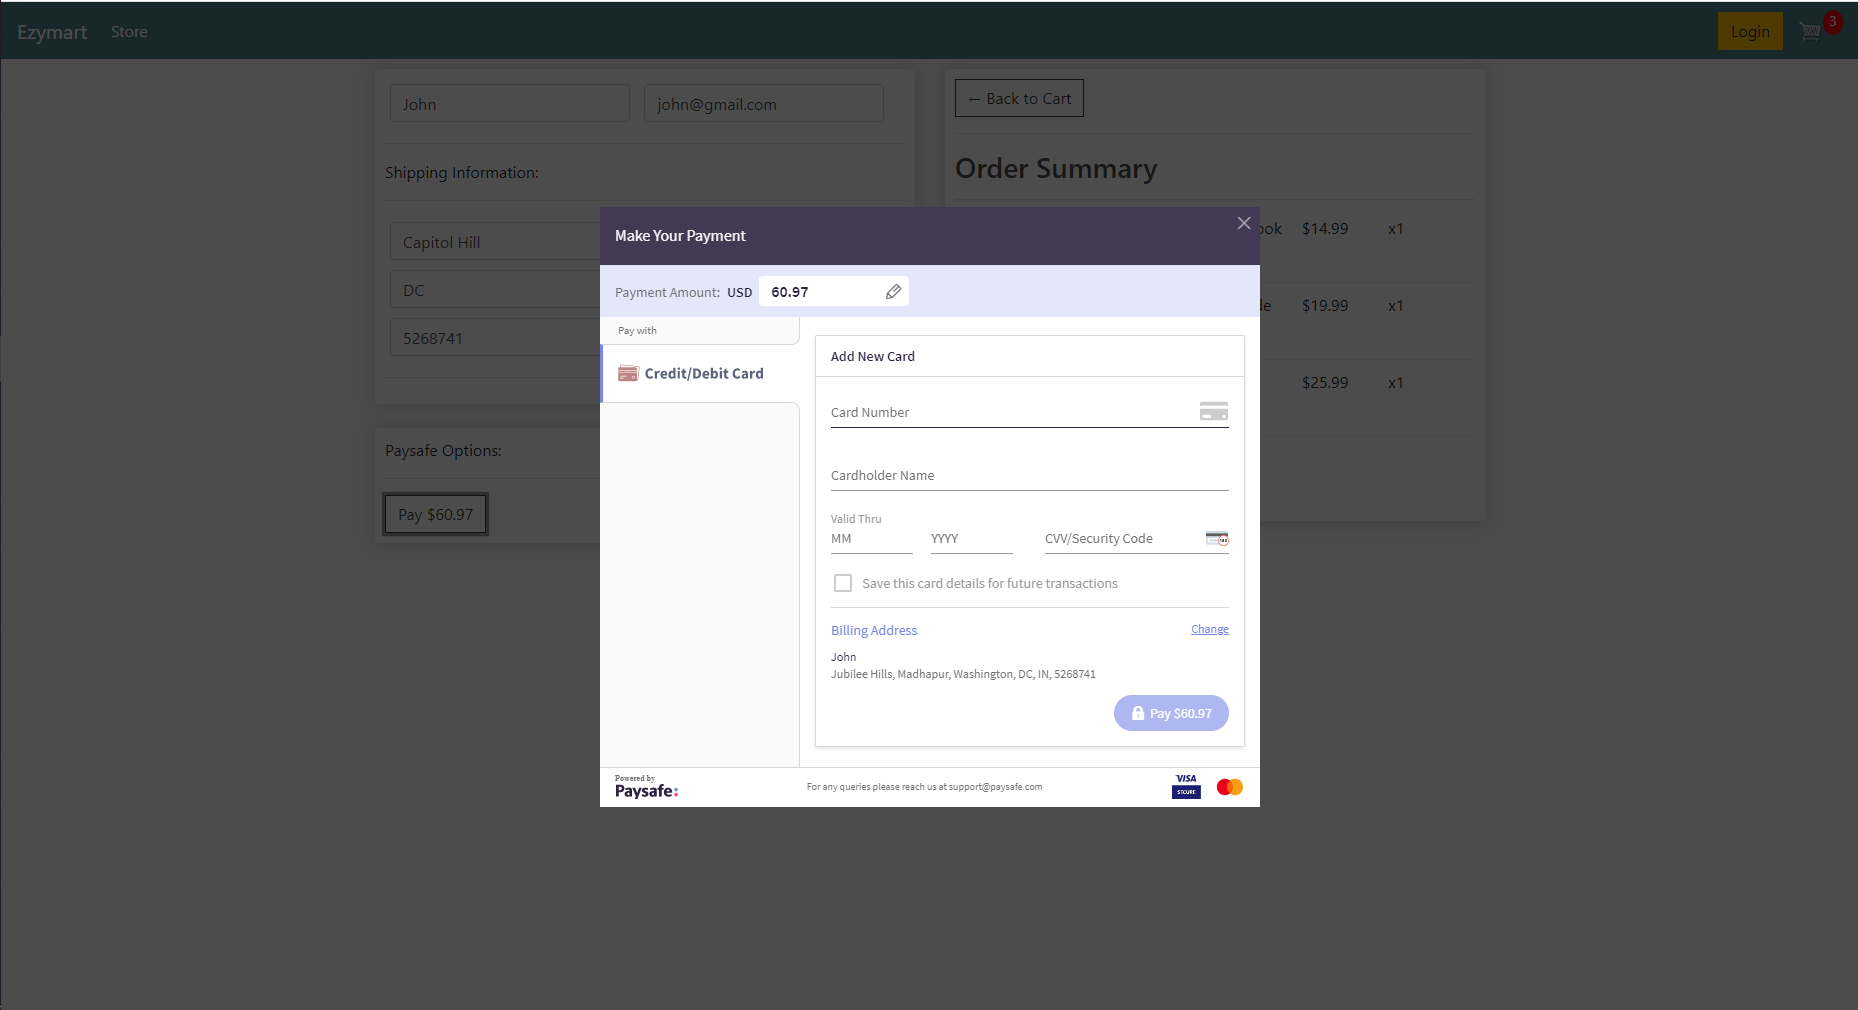 Ezymart Store Login 3
John john@gmail.com
Shipping Information:
Capitol Hill
DC
5268741
Paysafe Options:
Pay $60.97
← Back to Cart
Order Summary
$14.99 x1
$19.99 x1
$25.99 x1
Make Your Payment
Payment Amount: USD 60.97
Pay with
Credit/Debit Card
Add New Card
Card Number
Cardholder Name
Valid Thru
MM YYYY CVV/Security Code
Save this card details for future transactions
Billing Address Change
John
Jubilee Hills, Madhapur, Washington, DC, IN, 5268741
Pay $60.97
Powered by
Paysafe:
For any queries please reach us at support@paysafe.com
VISA
SECURE